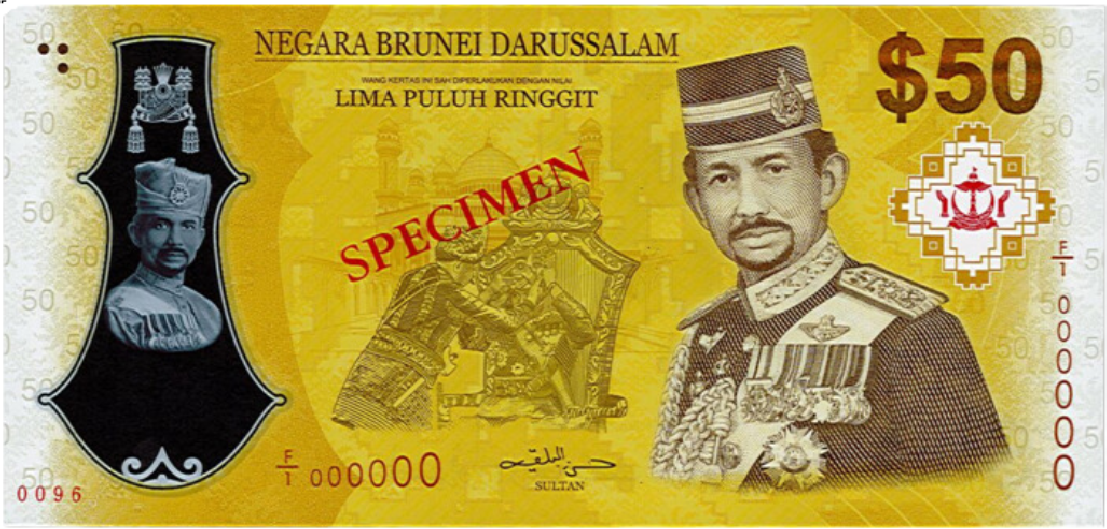 NEGARA BRUNEI DARUSSALAM
WANG KERTAS INI SAH DIPERLAKUKAN DENGAN NILAI
LIMA PULUH RINGGIT
$50
SPECIMEN
F/1 000000
F/1 000000
SULTAN
0096
50